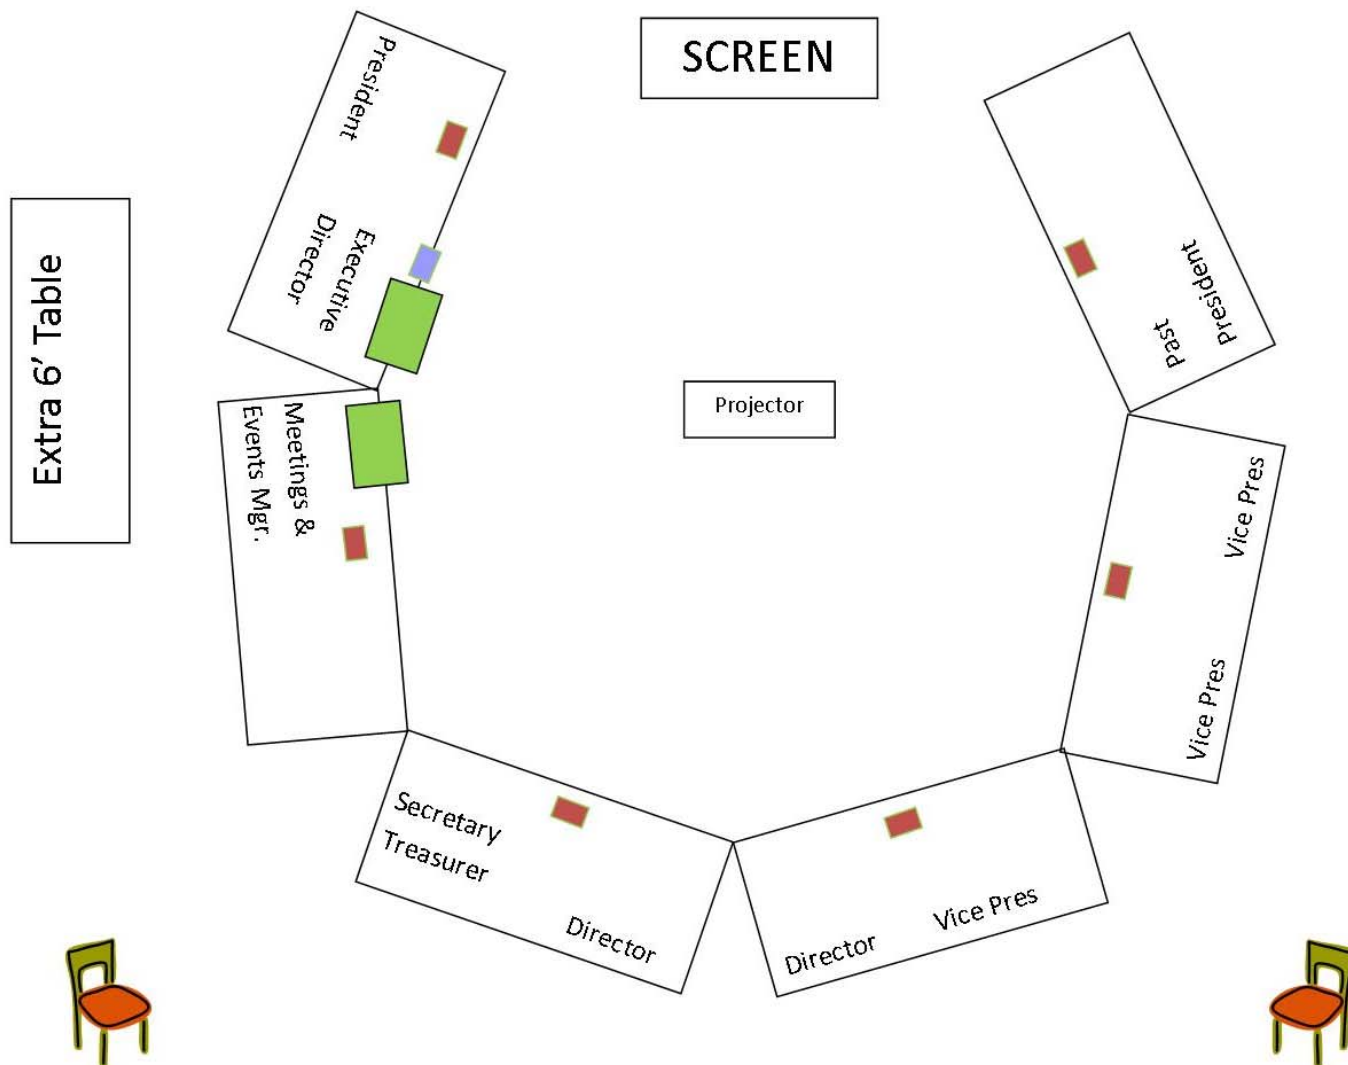 SCREEN
President
Executive
Director
Extra 6' Table
Meetings &
Events Mgr.
Projector
Past
President
Vice Pres
Vice Pres
Secretary
Treasurer
Director
Director
Vice Pres